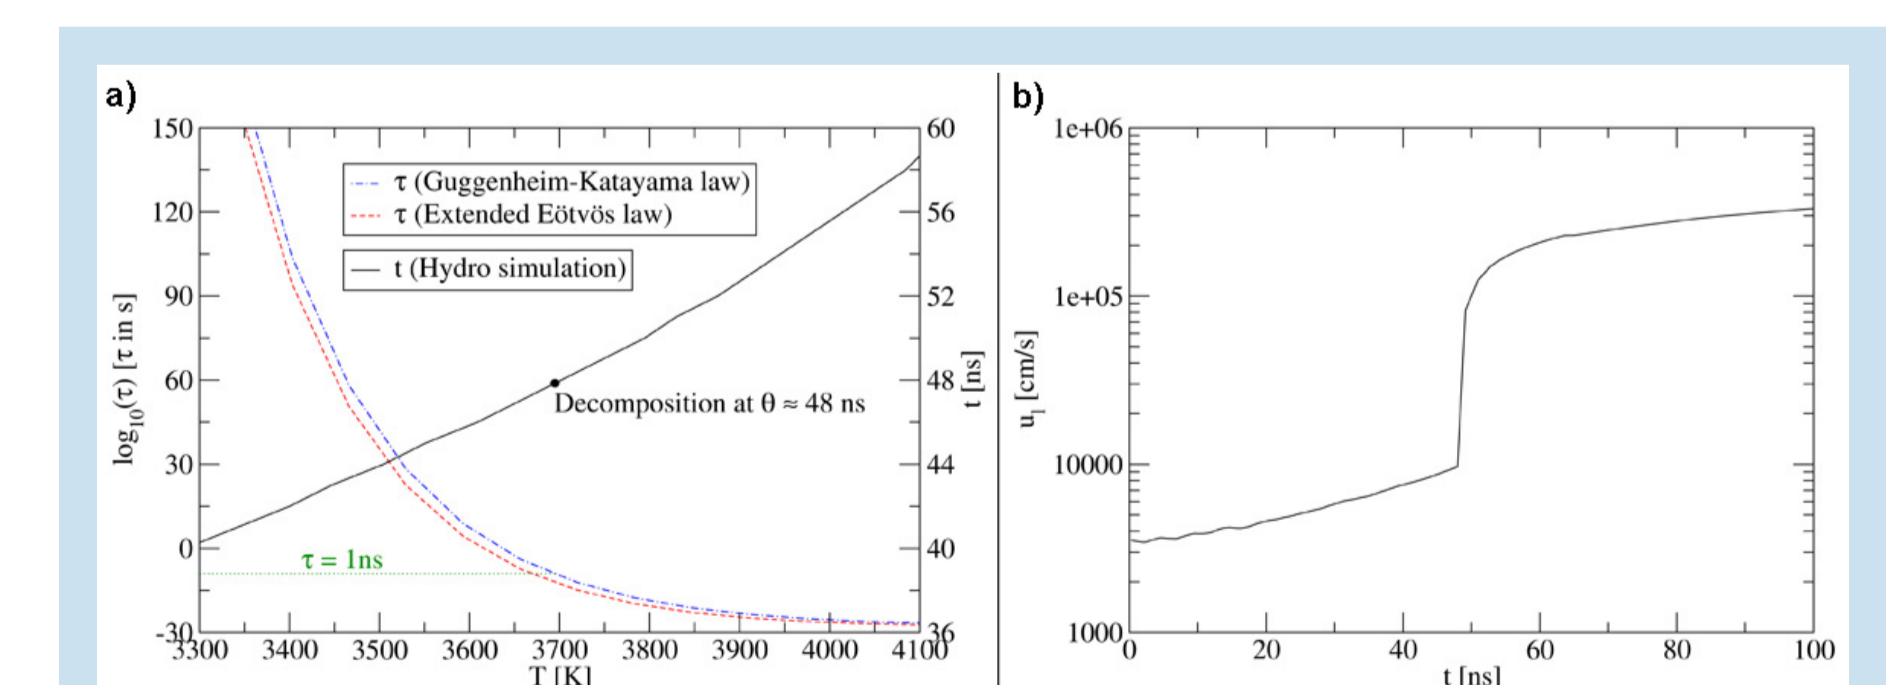 a)
150
120
90
60
30
0
-30
log10(τ) [τ in s]
τ (Guggenheim-Katayama law)
τ (Extended Eötvös law)
t (Hydro simulation)
Decomposition at θ ≈ 48 ns
τ = 1ns
60
56
52
48
44
40
36
t [ns]
3300 3400 3500 3600 3700 3800 3900 4000 4100
T [K]
b)
1e+06
1e+05
10000
1000
ul [cm/s]
0 20 40 60 80 100
t [ns]